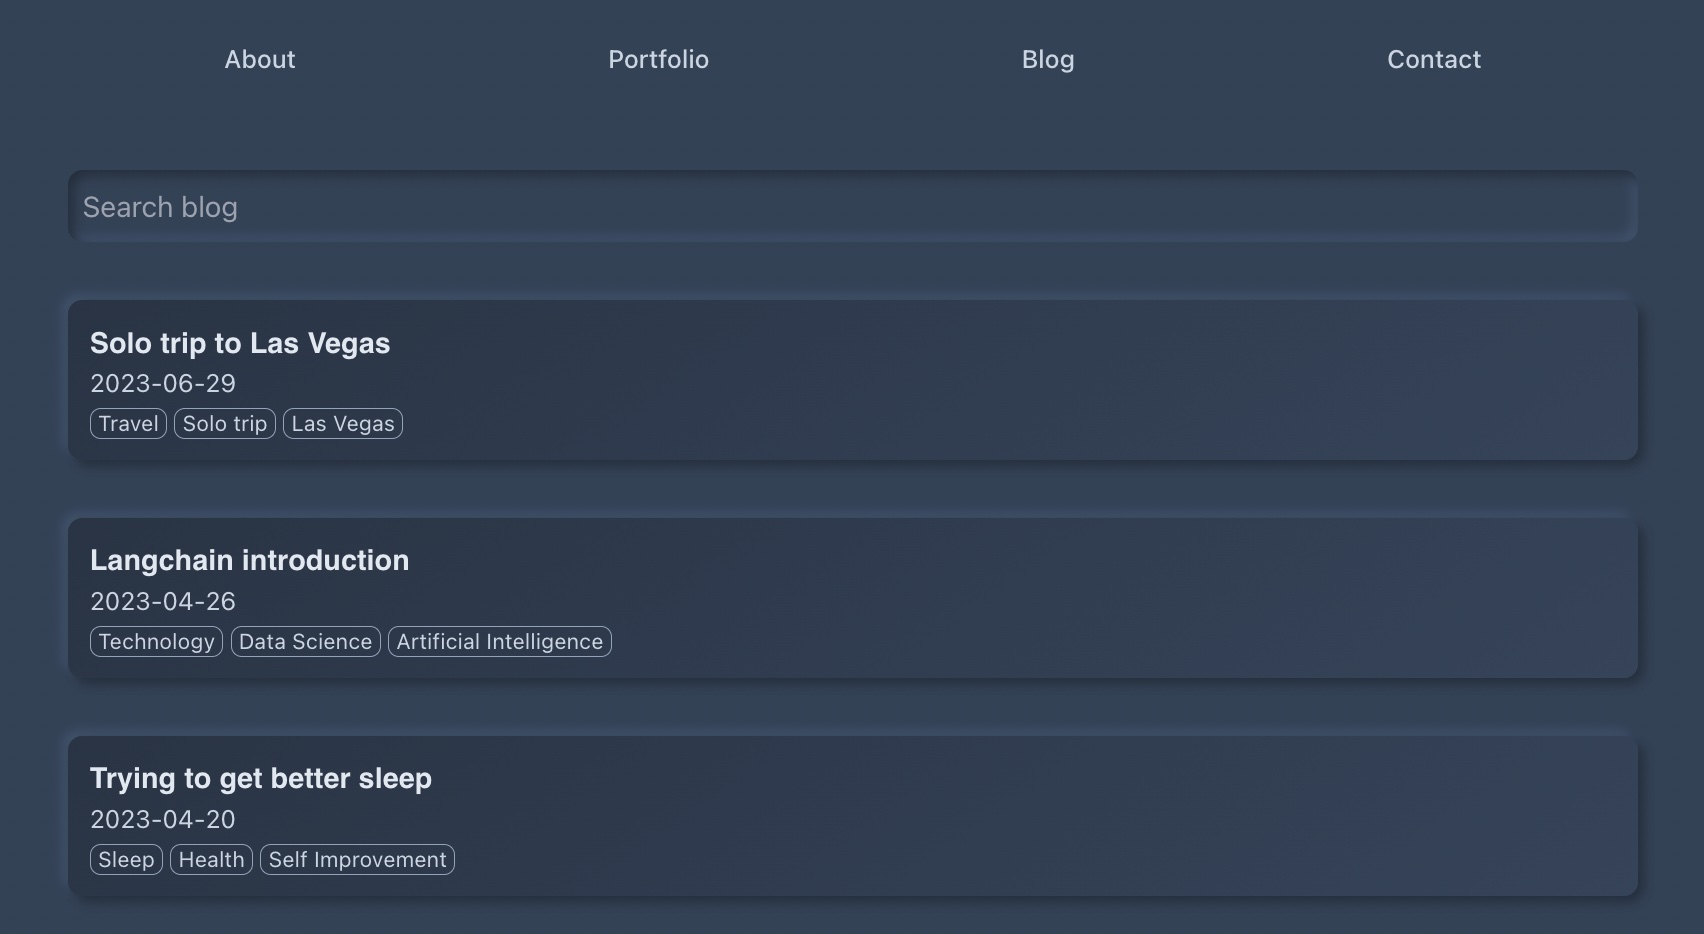 About Portfolio Blog Contact
Search blog
Solo trip to Las Vegas
2023-06-29
Travel Solo trip Las Vegas
Langchain introduction
2023-04-26
Technology Data Science Artificial Intelligence
Trying to get better sleep
2023-04-20
Sleep Health Self Improvement